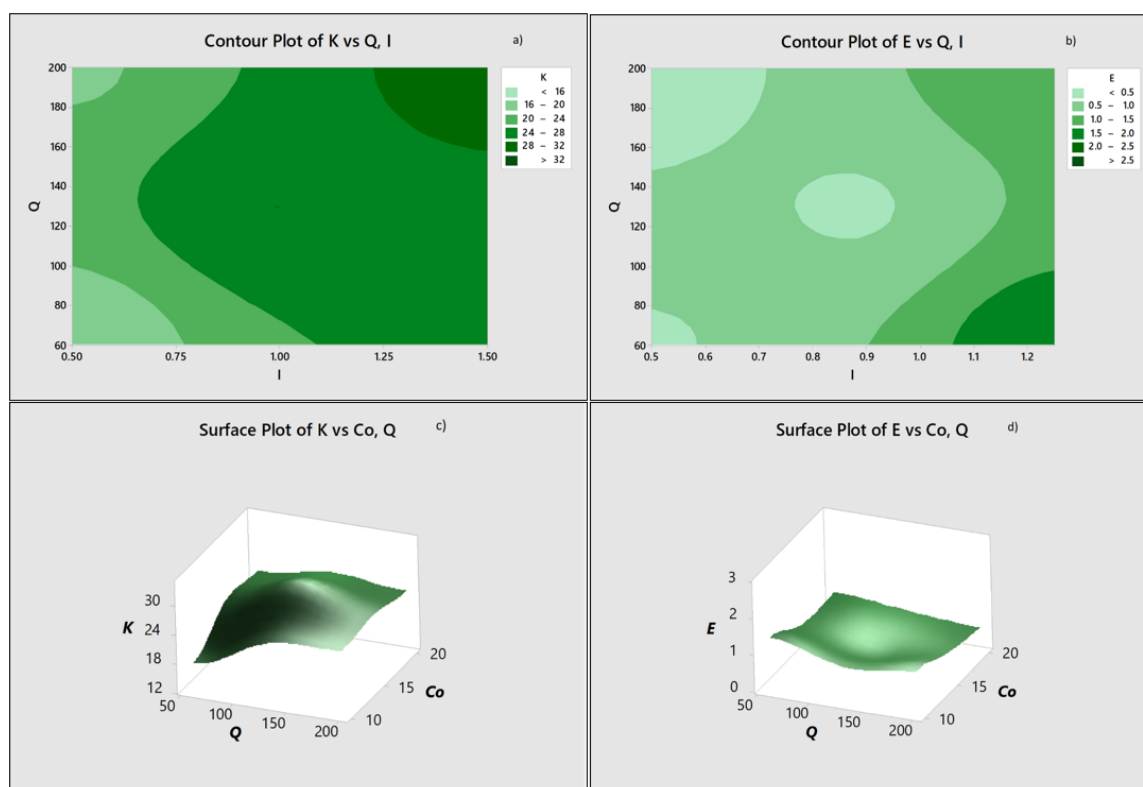 Contour Plot of K vs Q, I a)
K
< 16
16 – 20
20 – 24
24 – 28
28 – 32
> 32
200
180
160
140
120
100
80
60
Q
0.50 0.75 1.00 1.25 1.50
I
Contour Plot of E vs Q, I b)
E
< 0.5
0.5 – 1.0
1.0 – 1.5
1.5 – 2.0
2.0 – 2.5
> 2.5
200
180
160
140
120
100
80
60
Q
0.5 0.6 0.7 0.8 0.9 1.0 1.1 1.2
I
Surface Plot of K vs Co, Q c)
30
24
18
12
K
50 100 150 200
Q
10 15 20
Co
Surface Plot of E vs Co, Q d)
3
2
1
0
E
50 100 150 200
Q
10 15 20
Co